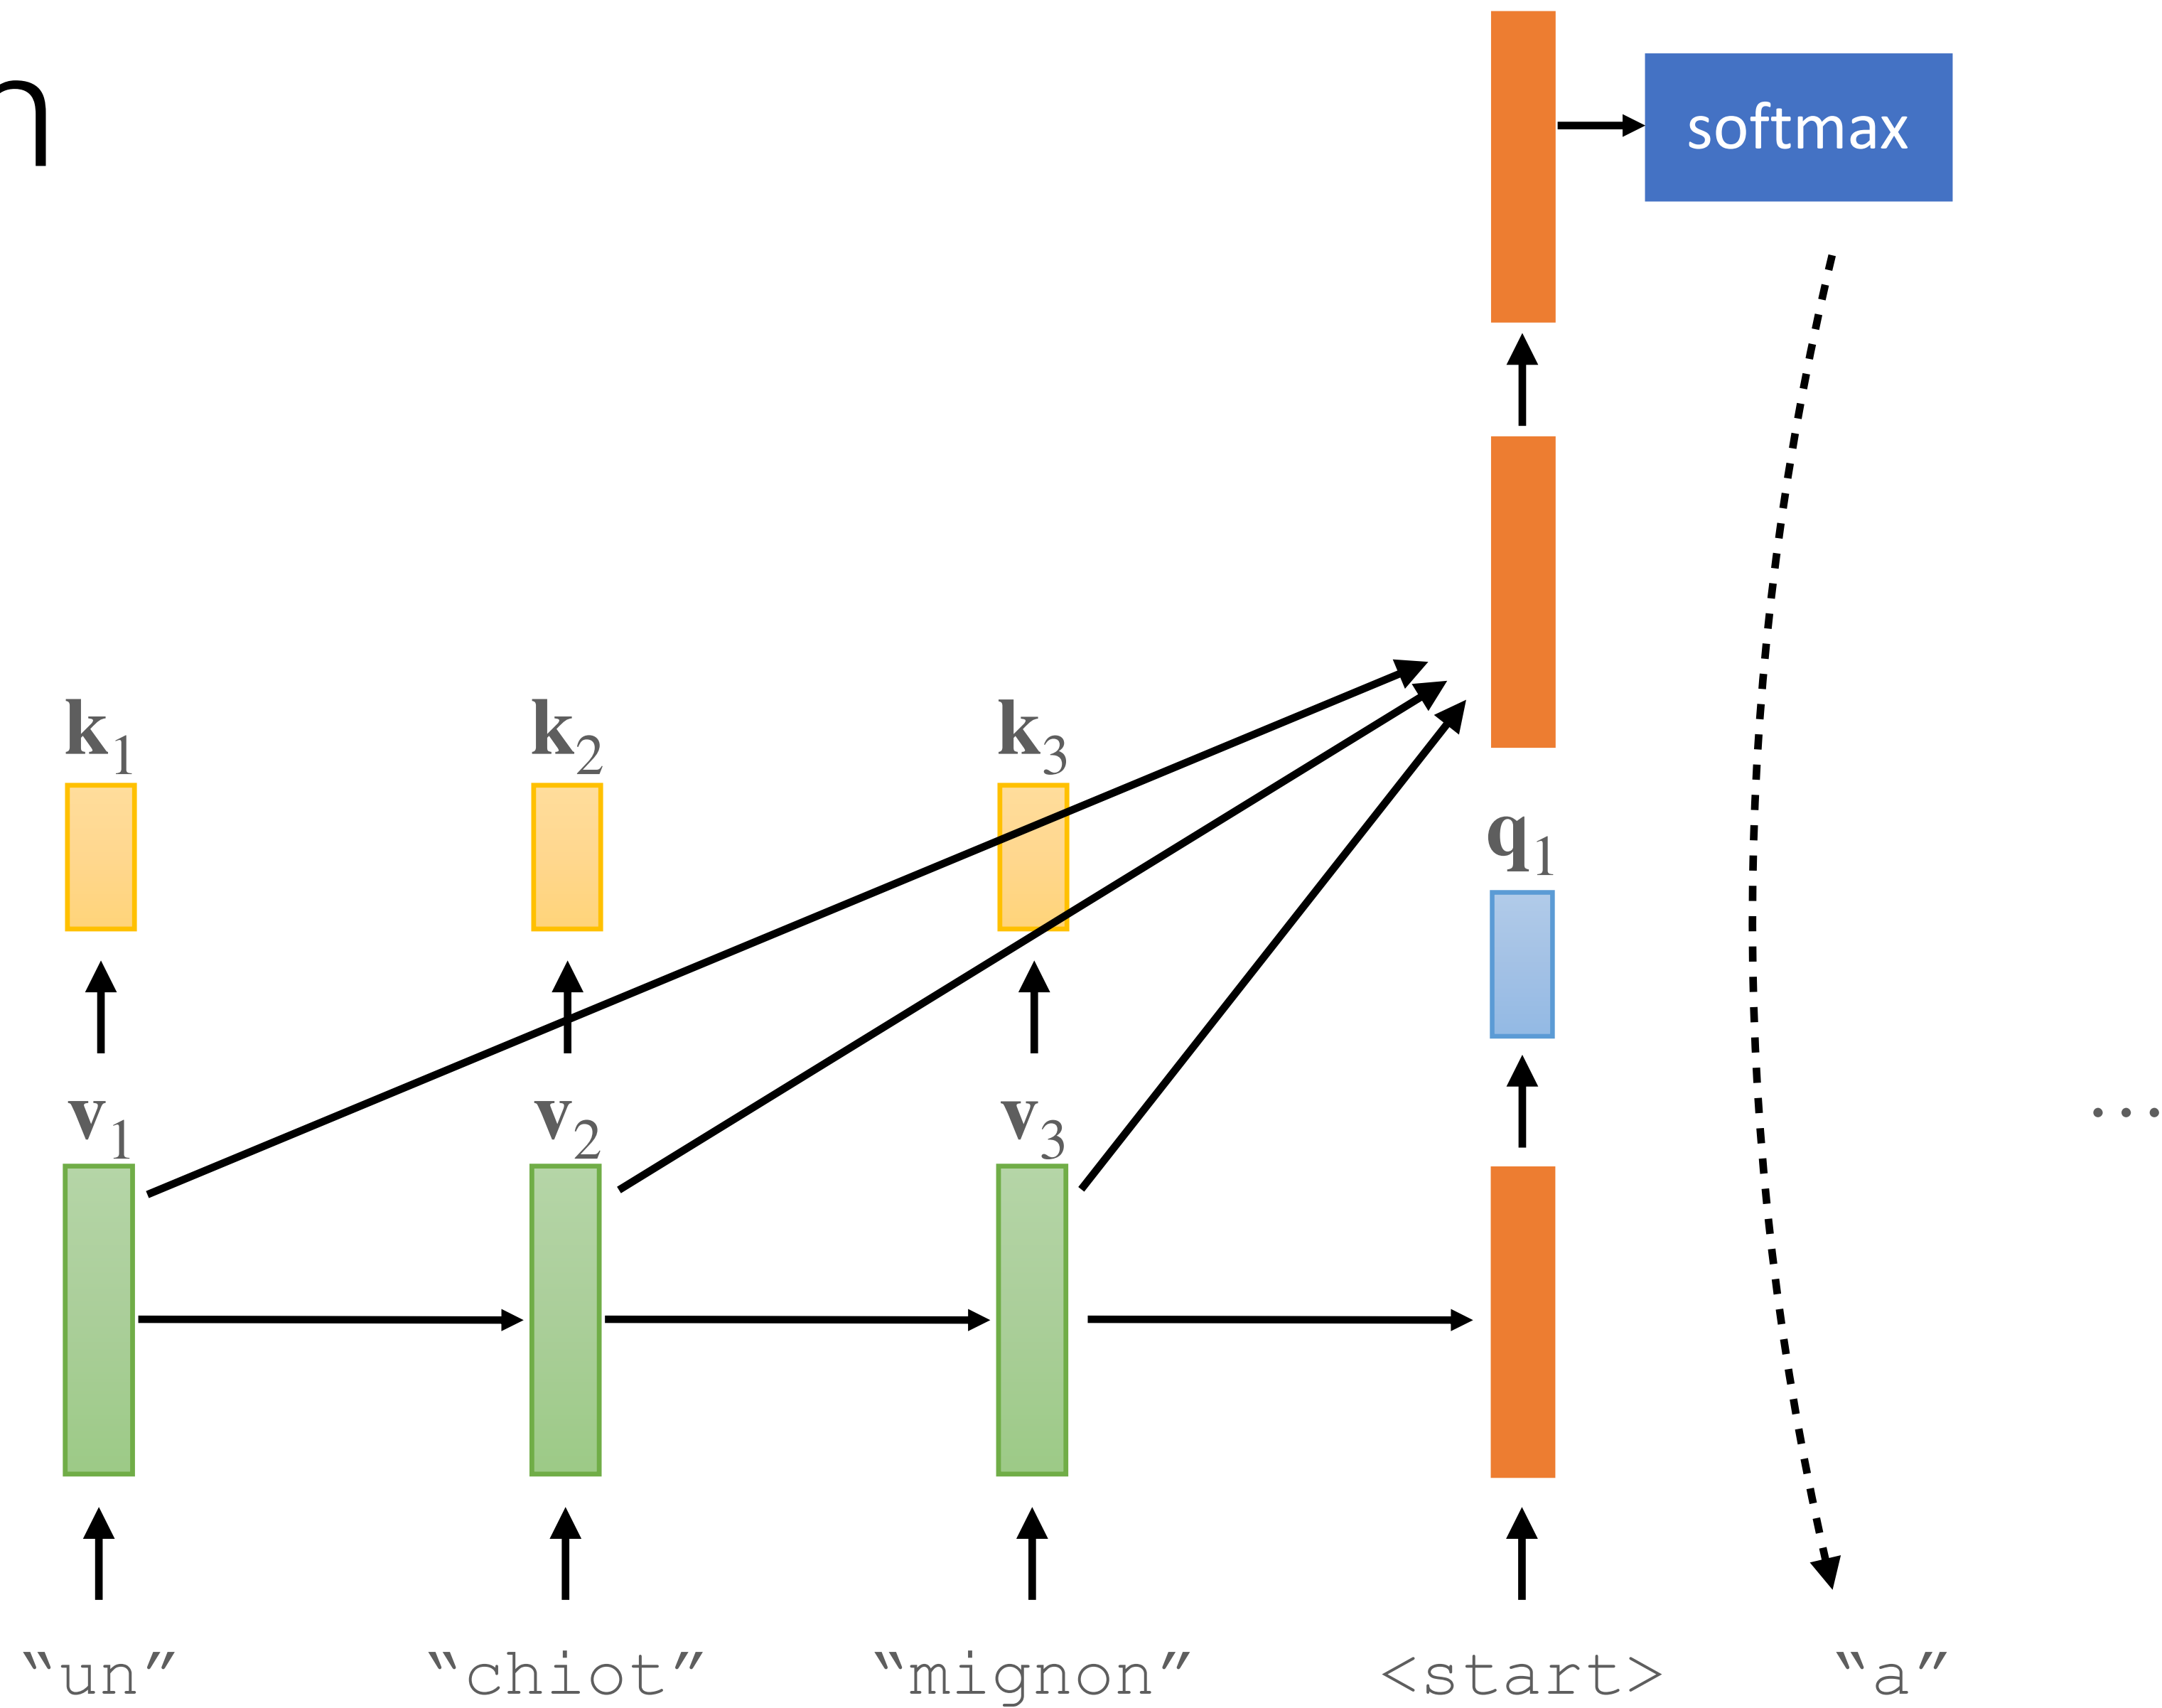 n
softmax
k1 k2 k3
q1
v1 v2 v3
...
“un” “chiot” “mignon” <start> “a”